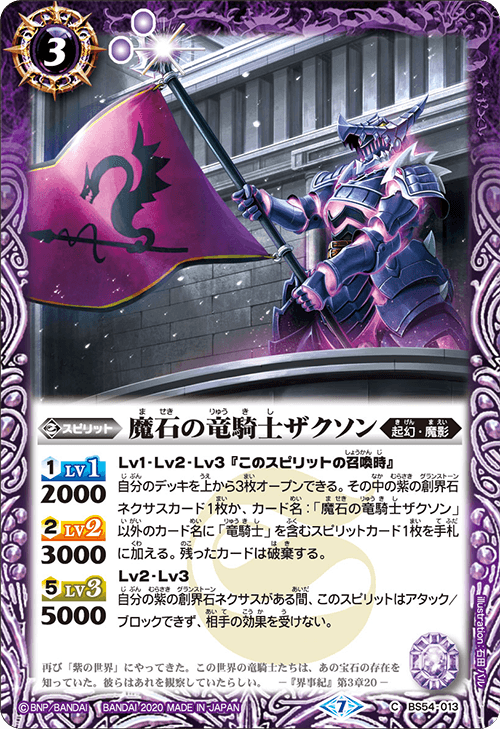 3
スピリット 魔石の竜騎士ザクソン 起幻・魔影
1 LV1 2000
2 LV2 3000
5 LV3 5000
Lv1・Lv2・Lv3『このスピリットの召喚時』
自分のデッキを上から3枚オープンできる。その中の紫の創界石
ネクサスカード1枚か、カード名：「魔石の竜騎士ザクソン」
以外のカード名に「竜騎士」を含むスピリットカード1枚を手札
に加える。残ったカードは破棄する。
Lv2・Lv3
自分の紫の創界石ネクサスがある間、このスピリットはアタック/
ブロックできず、相手の効果を受けない。
再び「紫の世界」にやってきた。この世界の竜騎士たちは、あの宝石の存在を
知っていた。彼らはあれを観察していたらしい。 ー『界事紀』第3章20ー
©BNP/BANDAI BANDAI 2020 MADE IN JAPAN 7 C BS54-013